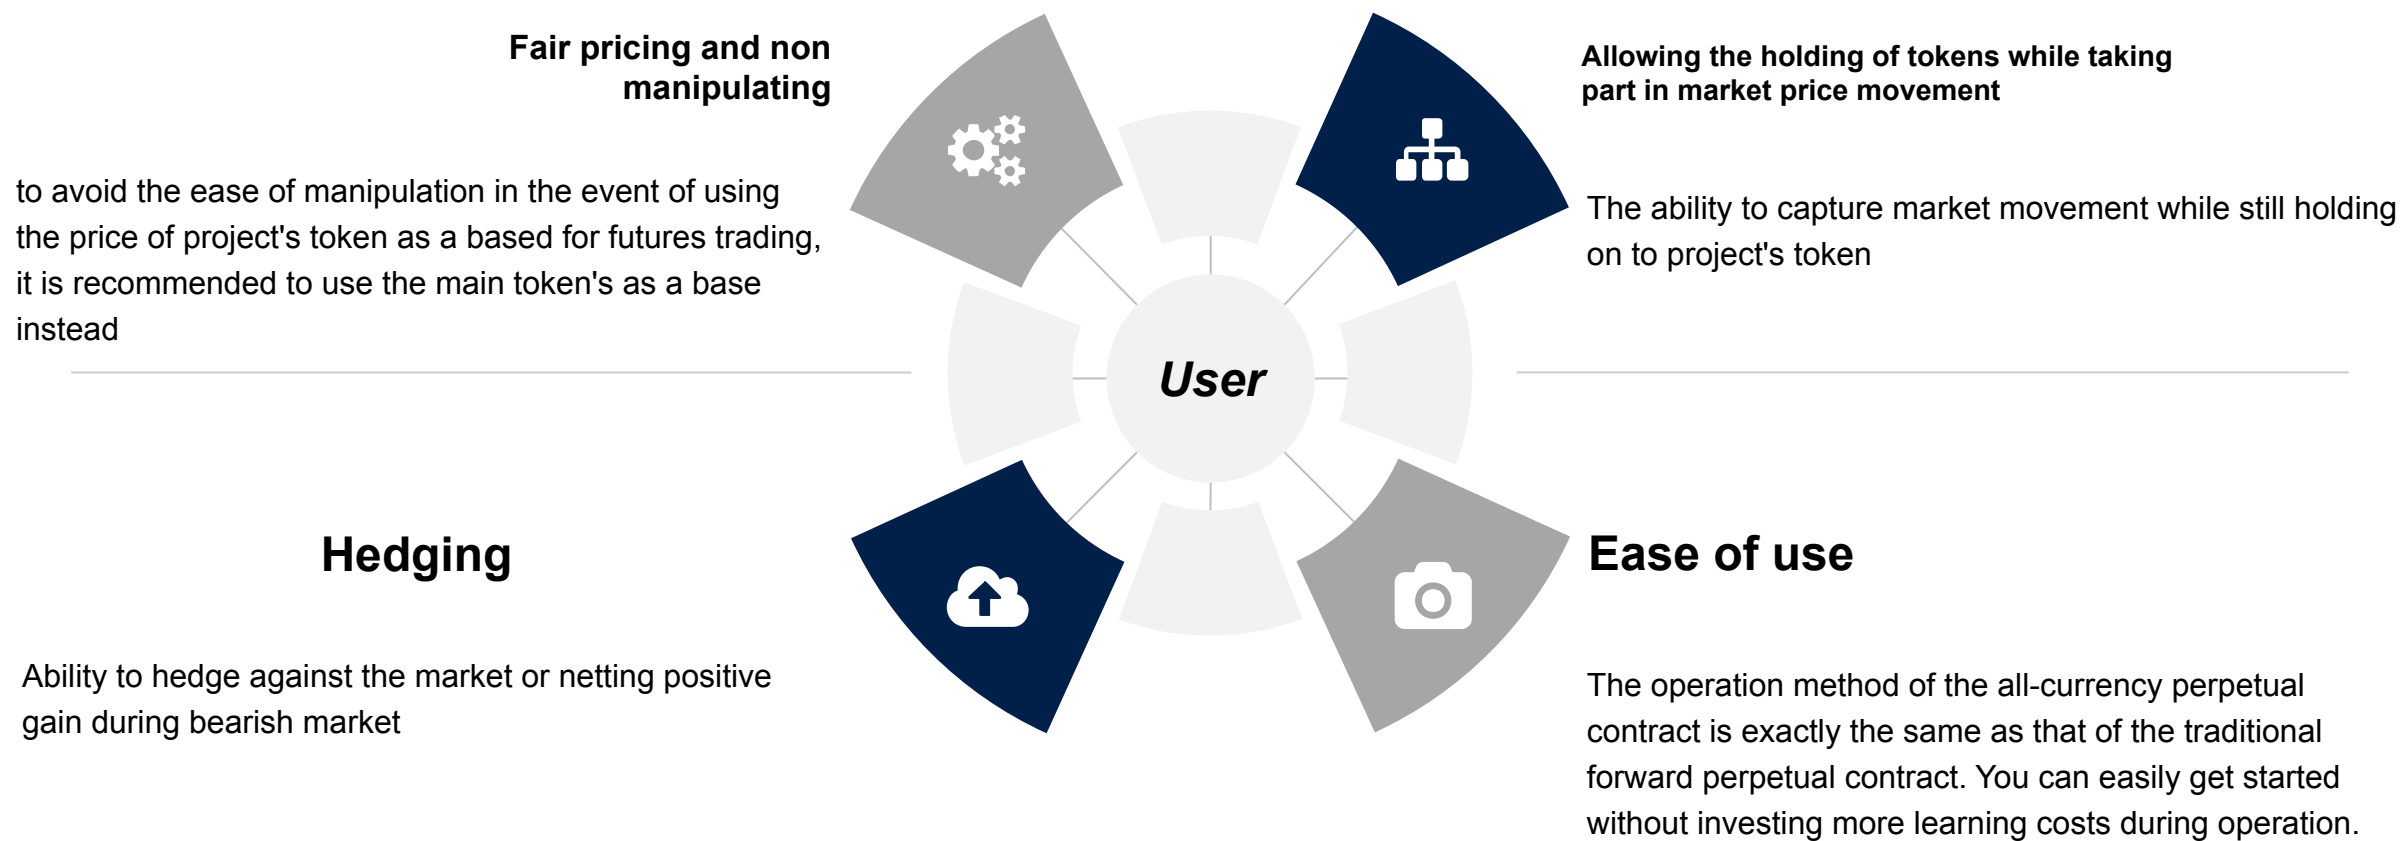 Fair pricing and non
manipulating
to avoid the ease of manipulation in the event of using
the price of project's token as a based for futures trading,
it is recommended to use the main token's as a base
instead
Allowing the holding of tokens while taking
part in market price movement
The ability to capture market movement while still holding
on to project's token
User
Hedging
Ability to hedge against the market or netting positive
gain during bearish market
Ease of use
The operation method of the all-currency perpetual
contract is exactly the same as that of the traditional
forward perpetual contract. You can easily get started
without investing more learning costs during operation.